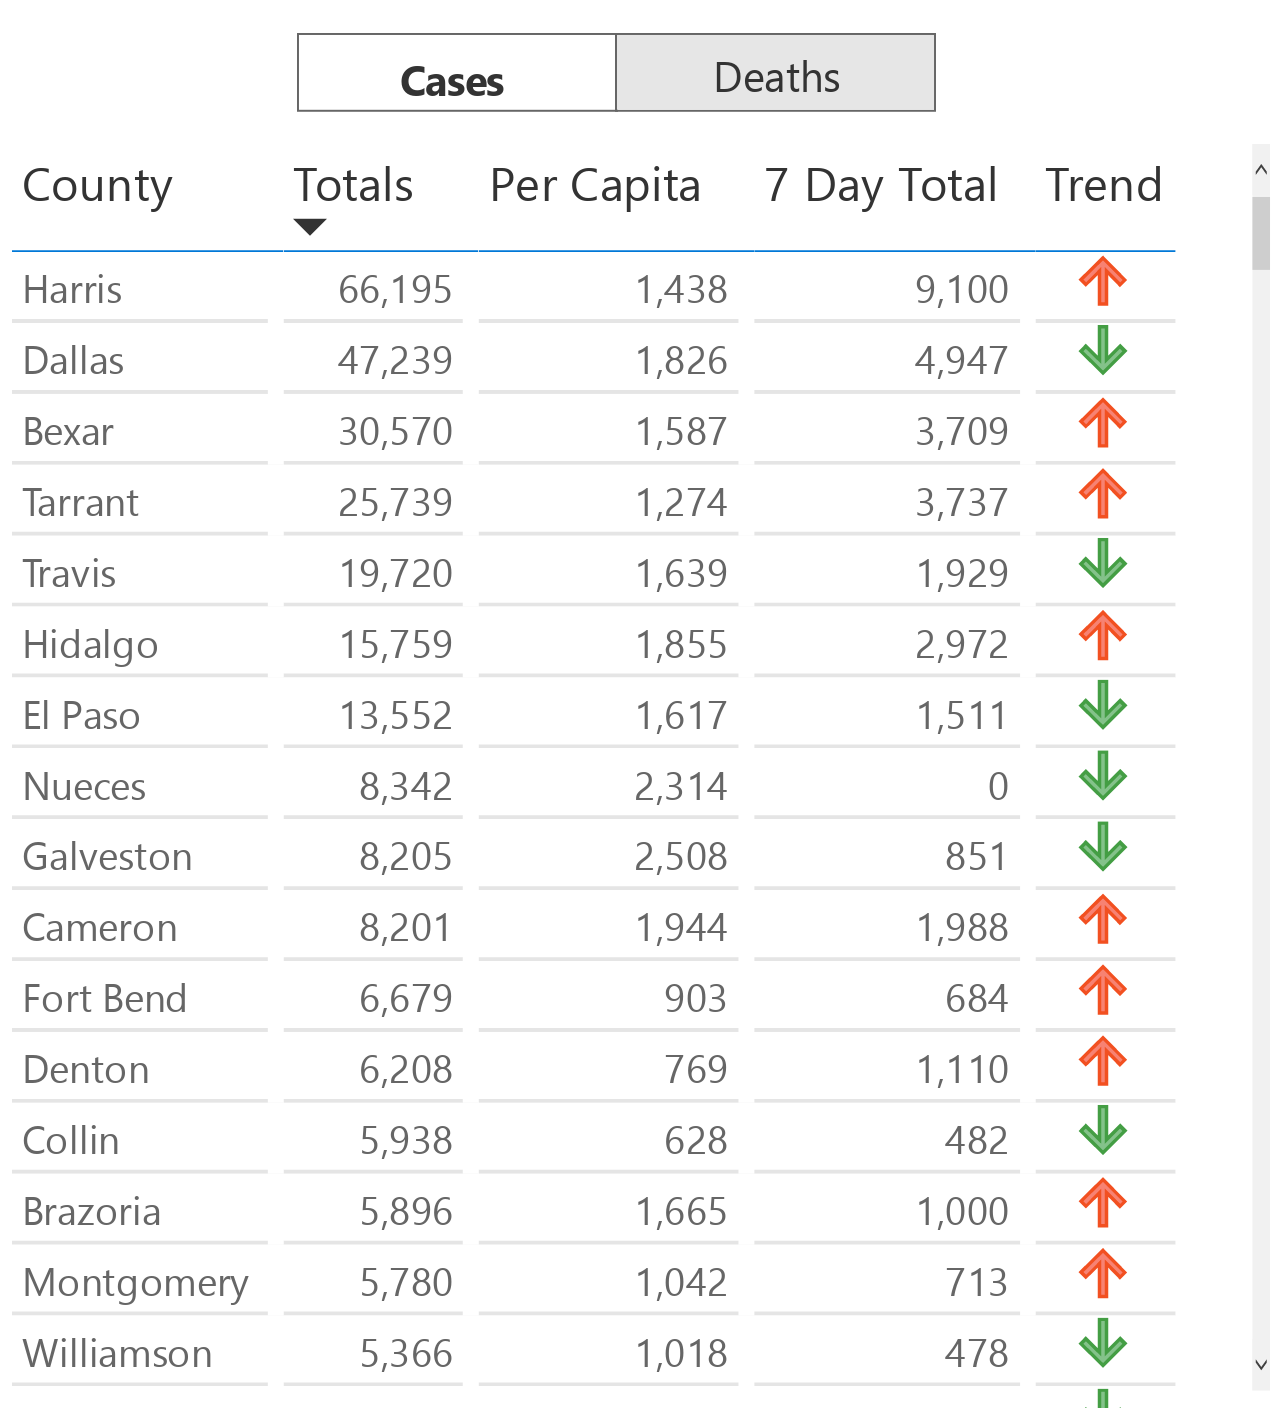 Cases Deaths
County Totals Per Capita 7 Day Total Trend
Harris 66,195 1,438 9,100
Dallas 47,239 1,826 4,947
Bexar 30,570 1,587 3,709
Tarrant 25,739 1,274 3,737
Travis 19,720 1,639 1,929
Hidalgo 15,759 1,855 2,972
El Paso 13,552 1,617 1,511
Nueces 8,342 2,314 0
Galveston 8,205 2,508 851
Cameron 8,201 1,944 1,988
Fort Bend 6,679 903 684
Denton 6,208 769 1,110
Collin 5,938 628 482
Brazoria 5,896 1,665 1,000
Montgomery 5,780 1,042 713
Williamson 5,366 1,018 478